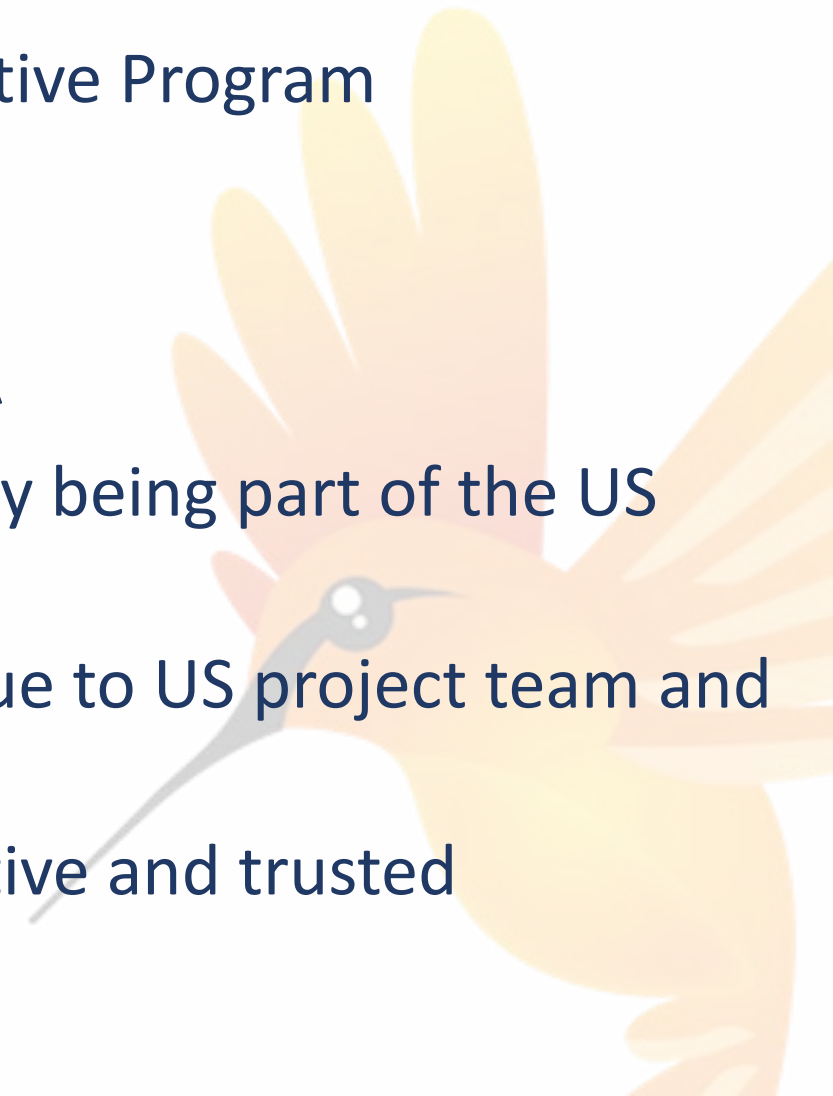 tive Program
y being part of the US
ue to US project team and
tive and trusted